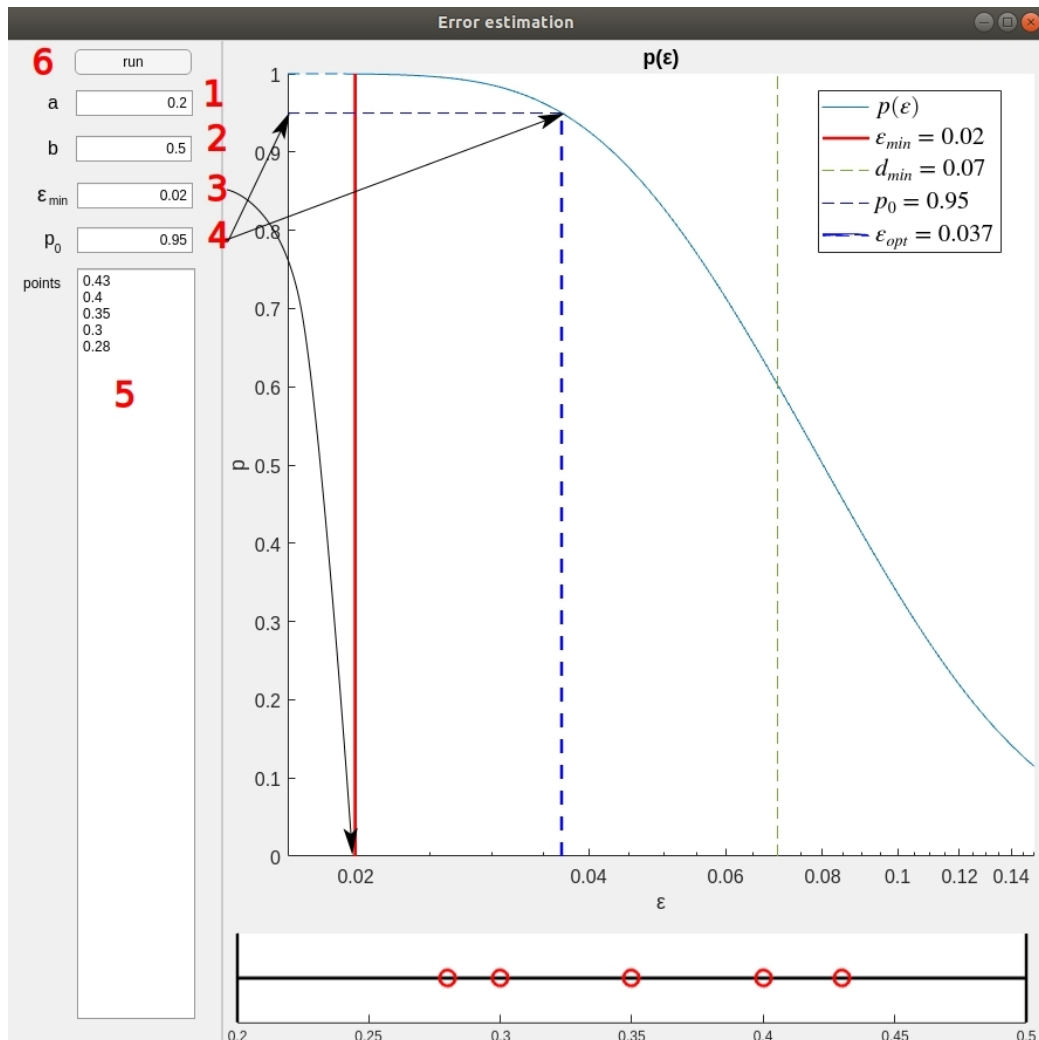 Error estimation
6 run
a 0.2 1
b 0.5 2
εmin 0.02 3
p0 0.95 4
points
0.43
0.4
0.35
0.3
0.28
5
p(ε)
1
0.9
0.8
0.7
0.6
0.5
0.4
0.3
0.2
0.1
0
p
0.02 0.04 0.06 0.08 0.1 0.12 0.14
ε
p(ε)
εmin = 0.02
dmin = 0.07
p0 = 0.95
εopt = 0.037
0.2 0.25 0.3 0.35 0.4 0.45 0.5